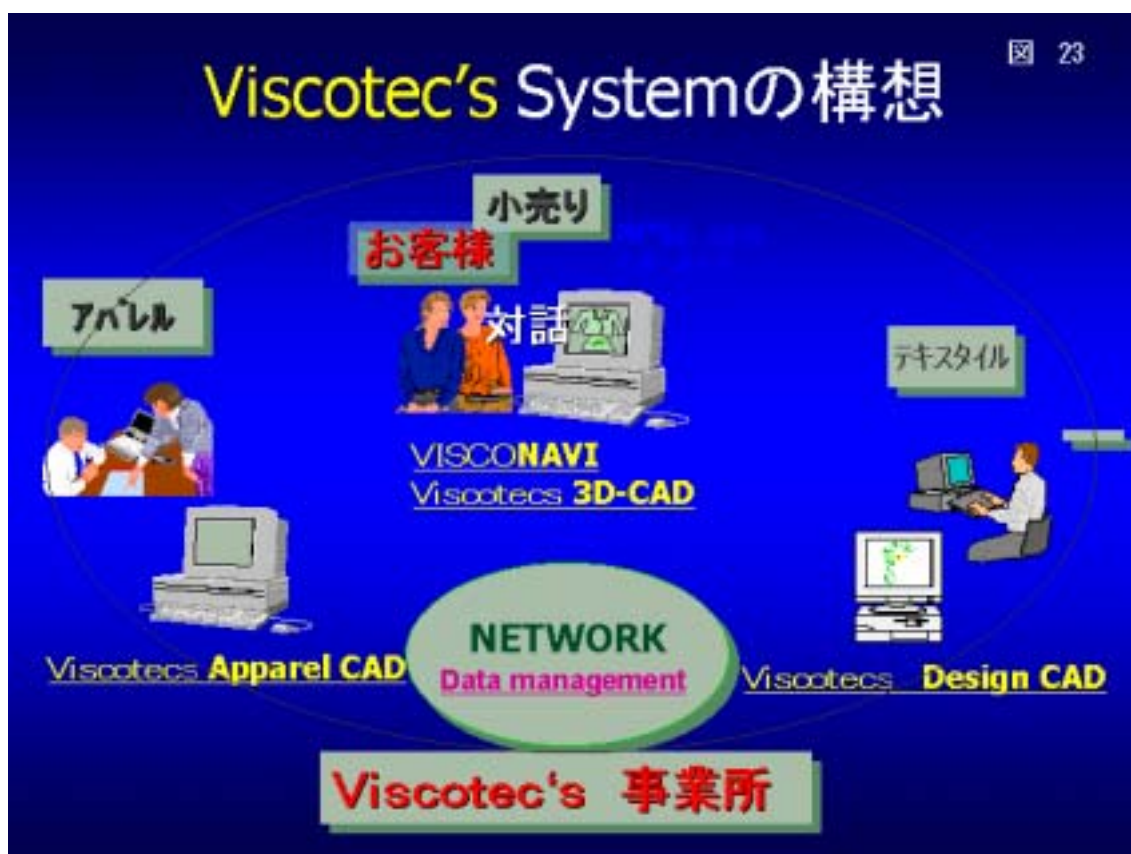 図 23
Viscotec's Systemの構想
小売り
お客様
アパレル
対話
テキスタイル
VISCONAVI
Viscotecs 3D-CAD
NETWORK
Data management
Viscotecs Apparel CAD
Viscotecs Design CAD
Viscotec‘s 事業所